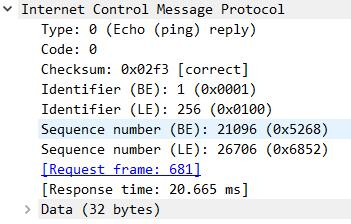 Internet Control Message Protocol
Type: 0 (Echo (ping) reply)
Code: 0
Checksum: 0x02f3 [correct]
Identifier (BE): 1 (0x0001)
Identifier (LE): 256 (0x0100)
Sequence number (BE): 21096 (0x5268)
Sequence number (LE): 26706 (0x6852)
[Request frame: 681]
[Response time: 20.665 ms]
Data (32 bytes)